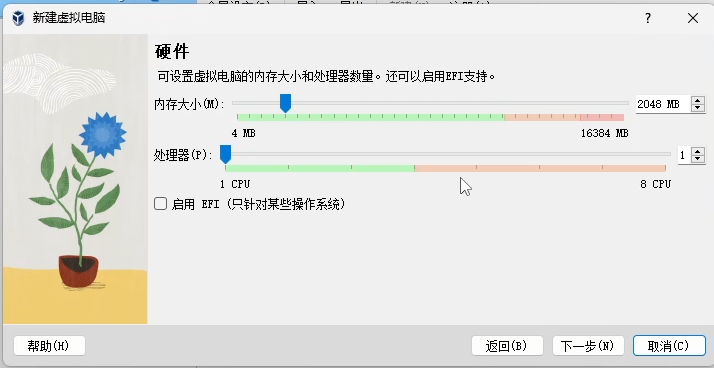 新建虚拟电脑
?
硬件
可设置虚拟电脑的内存大小和处理器数量。还可以启用EFI支持。
内存大小(M):
2048 MB
4 MB
16384 MB
处理器(P):
1
1 CPU
8 CPU
启用 EFI (只针对某些操作系统)
帮助(H)
返回(B)
下一步(N)
取消(C)